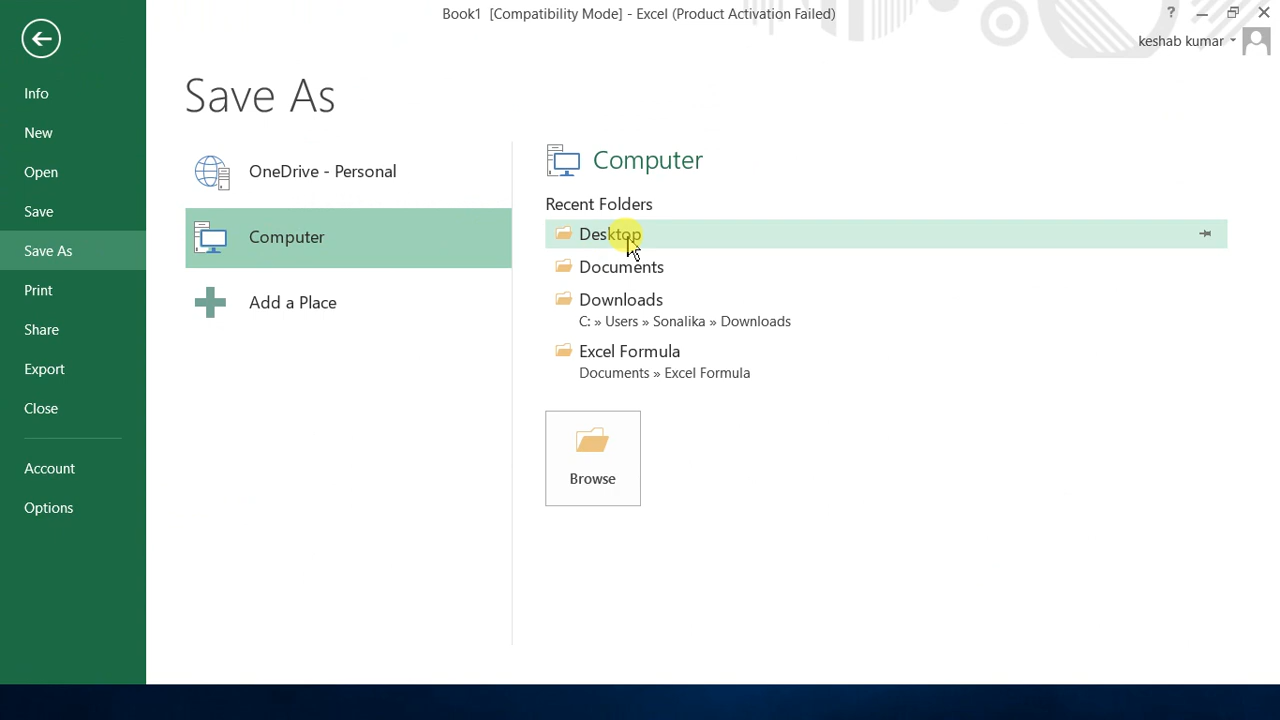 Book1 [Compatibility Mode] - Excel (Product Activation Failed)
?
keshab kumar
Info
New
Open
Save
Save As
Print
Share
Export
Close
Account
Options
Save As
OneDrive - Personal
Computer
Add a Place
Computer
Recent Folders
Desktop
Documents
Downloads
C: » Users » Sonalika » Downloads
Excel Formula
Documents » Excel Formula
Browse